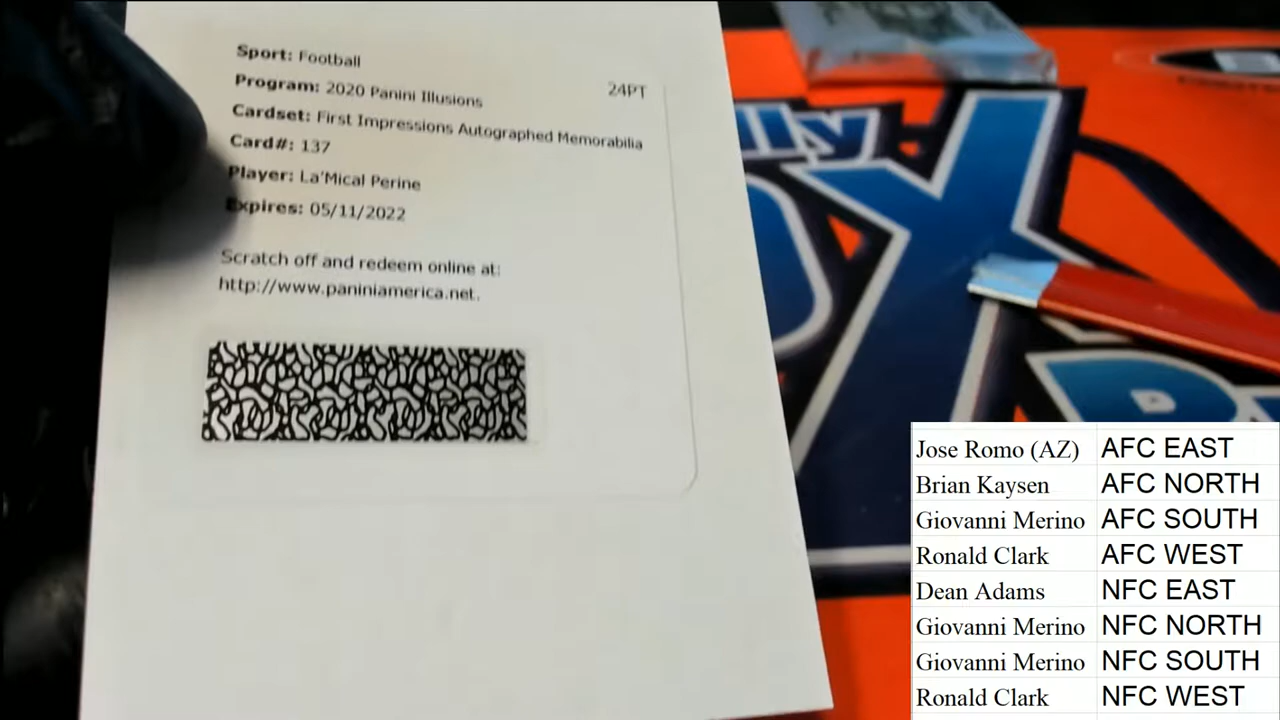 Sport: Football
Program: 2020 Panini Illusions
24PT
Cardset: First Impressions Autographed Memorabilia
Card#: 137
Player: La'Mical Perine
Expires: 05/11/2022
Scratch off and redeem online at:
http://www.paniniamerica.net.
Jose Romo (AZ) AFC EAST
Brian Kaysen AFC NORTH
Giovanni Merino AFC SOUTH
Ronald Clark AFC WEST
Dean Adams NFC EAST
Giovanni Merino NFC NORTH
Giovanni Merino NFC SOUTH
Ronald Clark NFC WEST